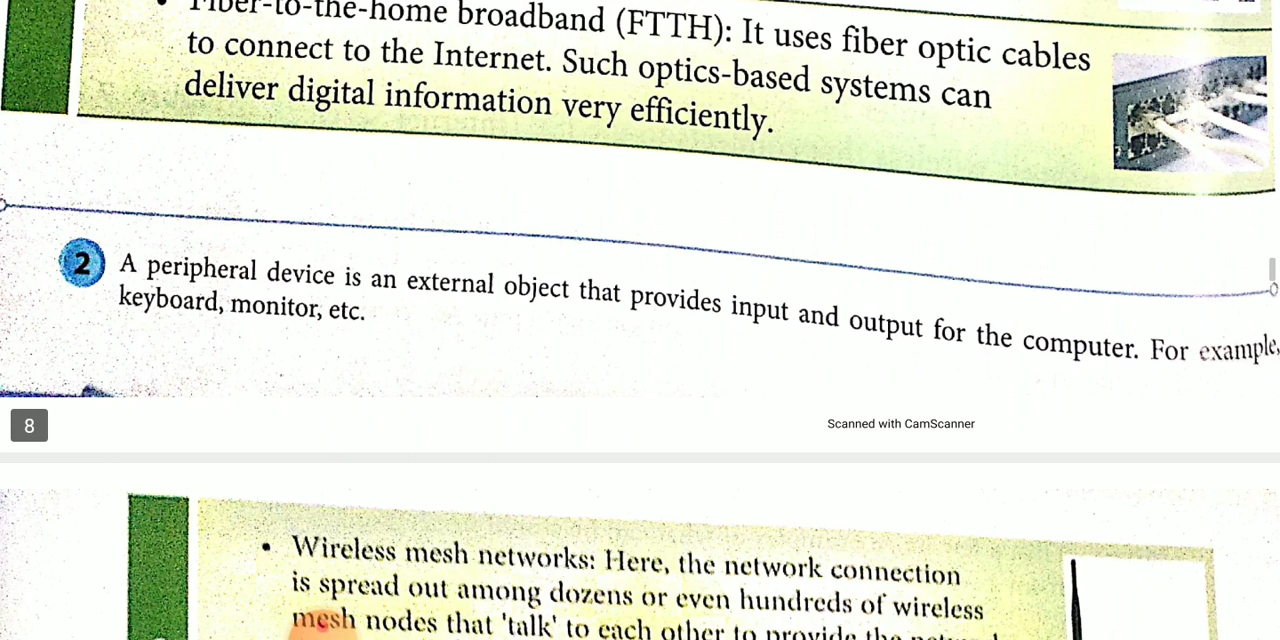 Fiber-to-the-home broadband (FTTH): It uses fiber optic cables
to connect to the Internet. Such optics-based systems can
deliver digital information very efficiently.
2 A peripheral device is an external object that provides input and output for the computer. For example,
keyboard, monitor, etc.
8
Scanned with CamScanner
• Wireless mesh networks: Here, the network connection
is spread out among dozens or even hundreds of wireless
mesh nodes that 'talk' to each other to provide the